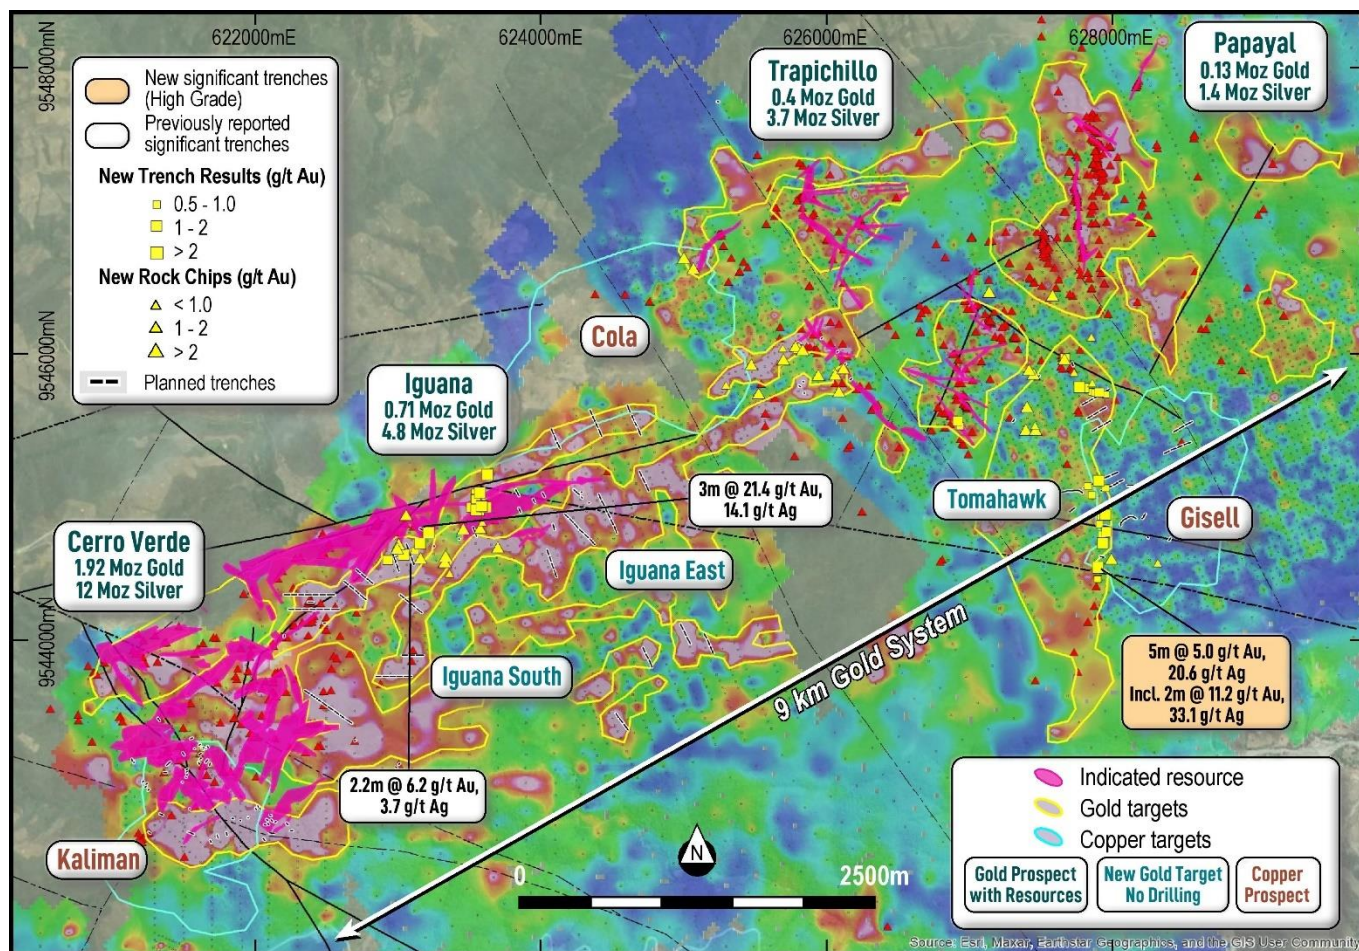 622000mE
624000mE
626000mE
628000mE
9548000mN
9546000mN
9544000mN
New significant trenches
(High Grade)
Previously reported
significant trenches
New Trench Results (g/t Au)
0.5 - 1.0
1 - 2
> 2
New Rock Chips (g/t Au)
< 1.0
1 - 2
> 2
Planned trenches
Trapichillo
0.4 Moz Gold
3.7 Moz Silver
Papayal
0.13 Moz Gold
1.4 Moz Silver
Cola
Iguana
0.71 Moz Gold
4.8 Moz Silver
3m @ 21.4 g/t Au,
14.1 g/t Ag
Tomahawk
Gisell
Cerro Verde
1.92 Moz Gold
12 Moz Silver
Iguana East
Iguana South
9 km Gold System
5m @ 5.0 g/t Au,
20.6 g/t Ag
Incl. 2m @ 11.2 g/t Au,
33.1 g/t Ag
2.2m @ 6.2 g/t Au,
3.7 g/t Ag
Kaliman
N
0
2500m
Indicated resource
Gold targets
Copper targets
Gold Prospect
with Resources
New Gold Target
No Drilling
Copper
Prospect
Source: Esri, Maxar, Earthstar Geographics, and the GIS User Community